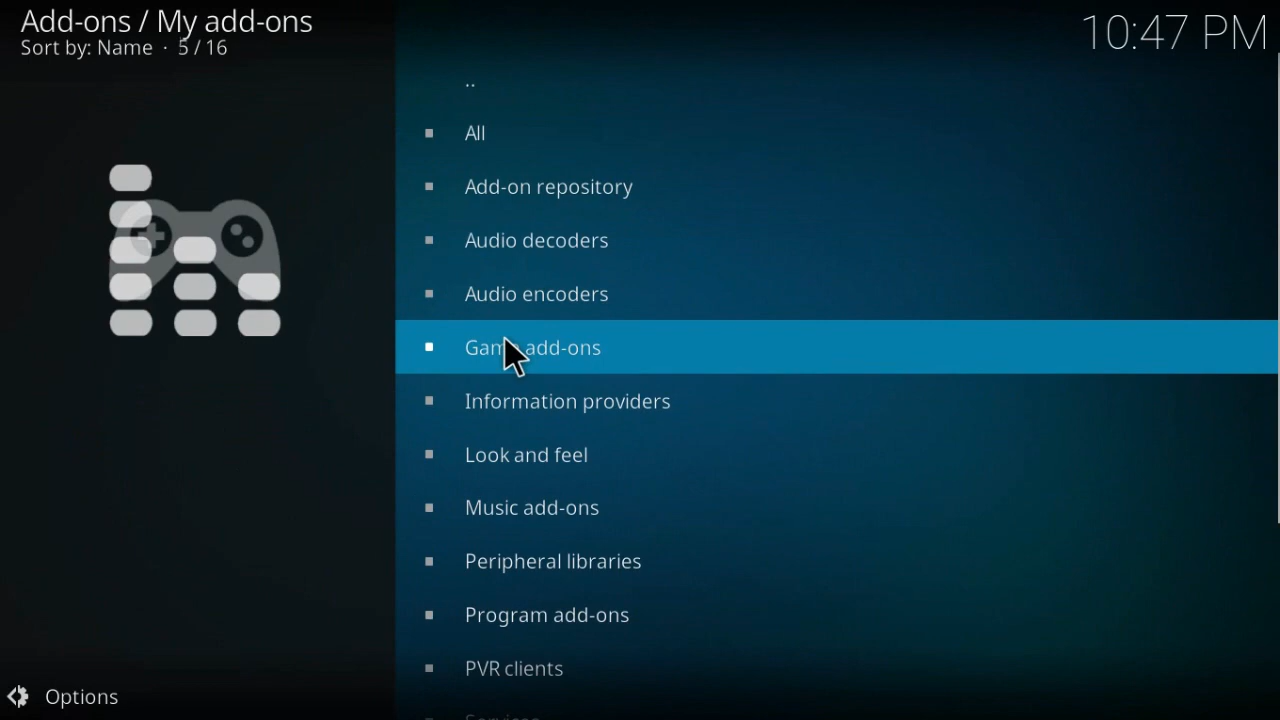 Add-ons / My add-ons
Sort by: Name · 5 / 16
10:47 PM
..
All
Add-on repository
Audio decoders
Audio encoders
Game add-ons
Information providers
Look and feel
Music add-ons
Peripheral libraries
Program add-ons
PVR clients
Services
Options